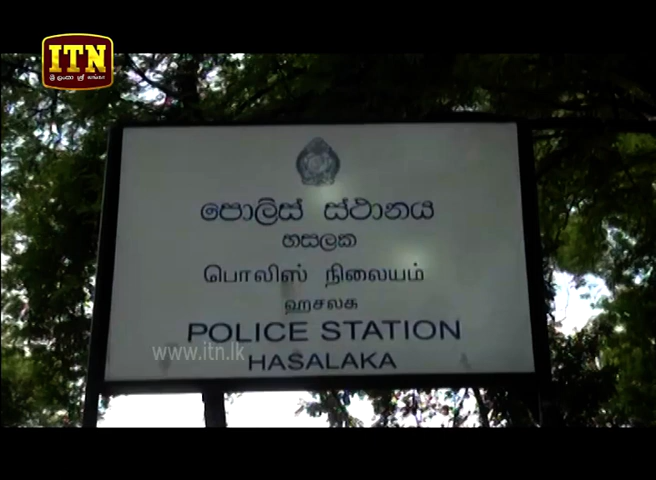 ITN
පොලිස් ස්ථානය
හසලක
பொலிஸ் நிலையம்
ஹசலக
POLICE STATION
www.itn.lk
HASALAKA